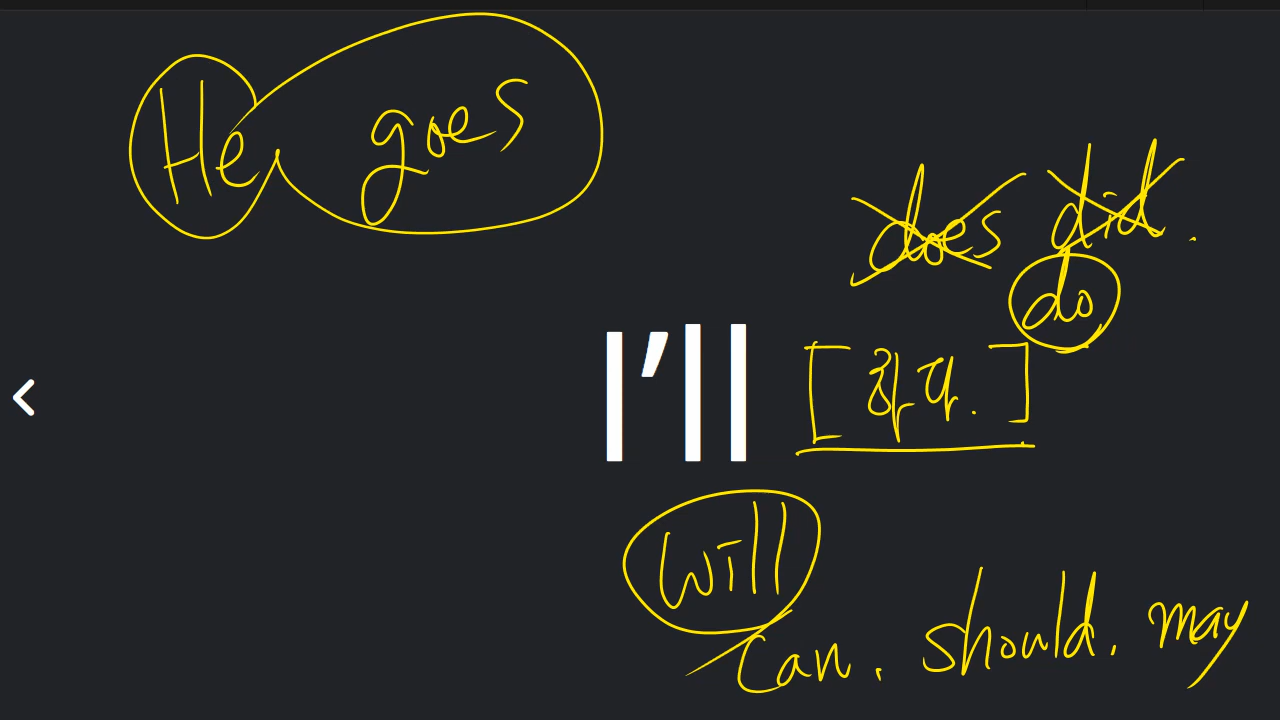 He goes
does did.
do
I'll [하다.]
will
can, should, may